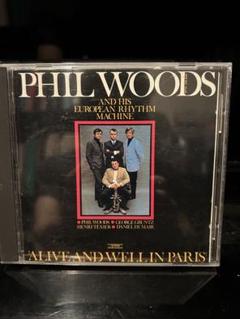 PHIL WOODS
AND HIS
EUROPEAN RHYTHM
MACHINE
PHIL WOODS GEORGE GRUNTZ
HENRI TEXIER DANIEL HUMAIR
ALIVE AND WELL IN PARIS